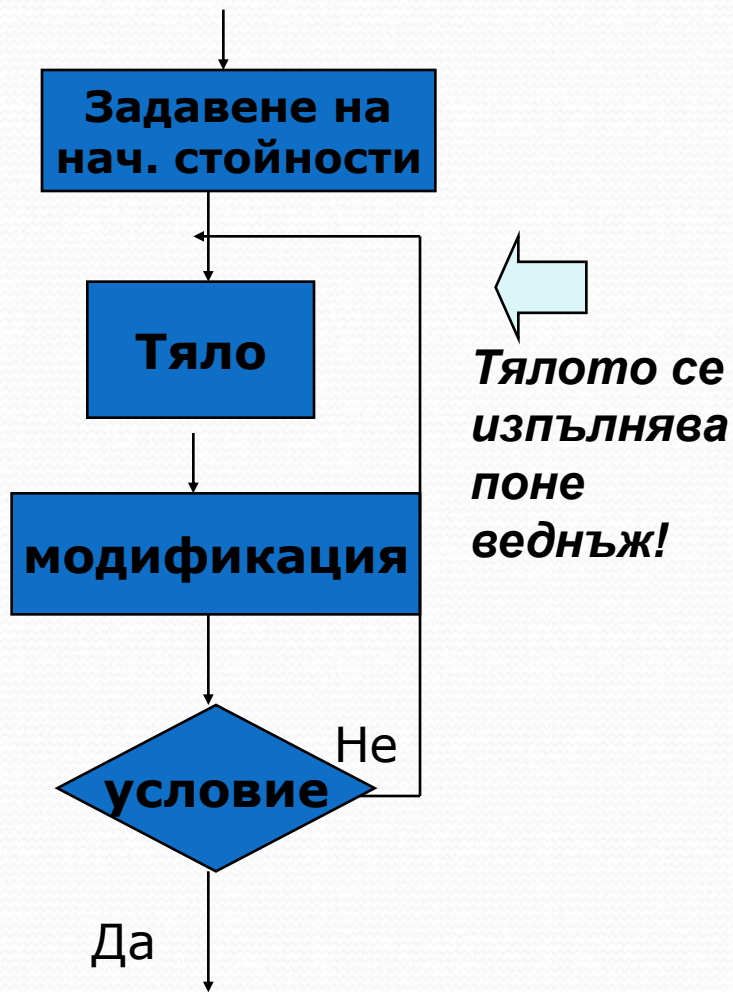 Задавене на
нач. стойности
Тяло
Тялото се
изпълнява
поне
веднъж!
модификация
Не
условие
Да